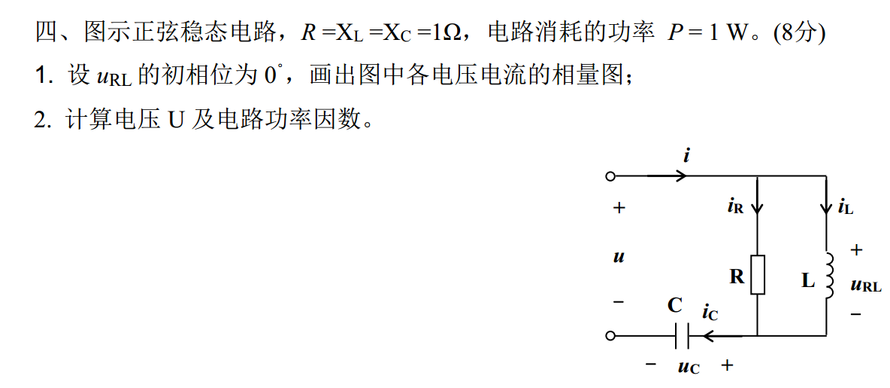 四、图示正弦稳态电路，R =XL =XC =1Ω，电路消耗的功率 P = 1 W。(8分)
1. 设 uRL 的初相位为 0°，画出图中各电压电流的相量图；
2. 计算电压 U 及电路功率因数。
i
+ iR iL
+
u R L uRL
−
− C iC
− uC +